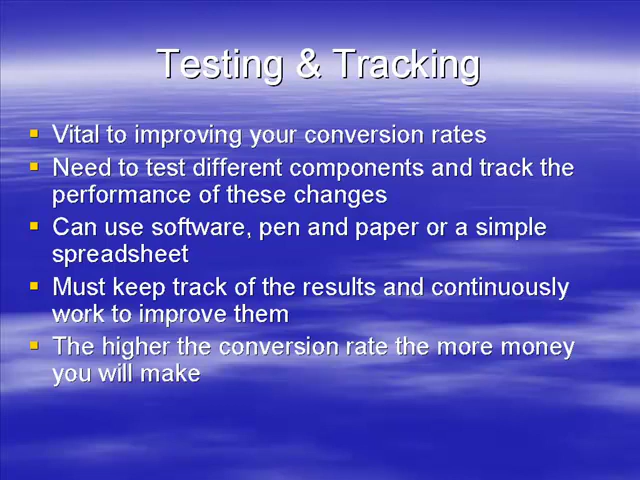 Testing & Tracking
Vital to improving your conversion rates
Need to test different components and track the
performance of these changes
Can use software, pen and paper or a simple
spreadsheet
Must keep track of the results and continuously
work to improve them
The higher the conversion rate the more money
you will make